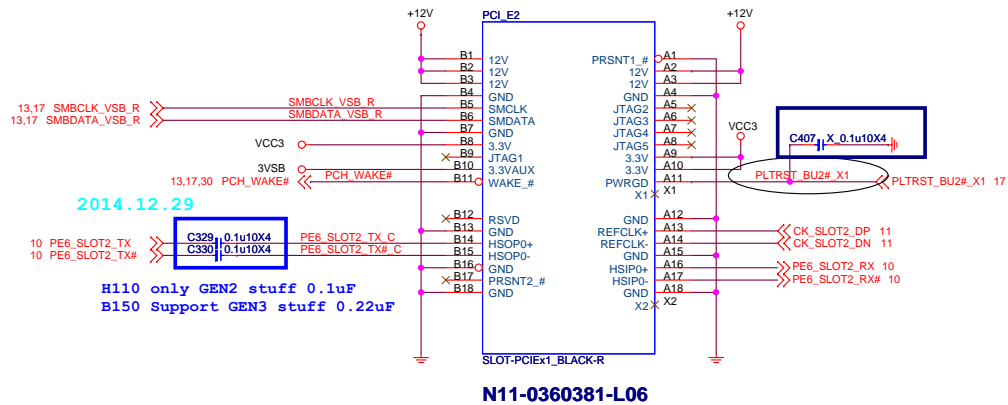 +12V
PCI_E2
+12V
B1 12V PRSNT1_# A1
B2 12V 12V A2
B3 12V 12V A3
B4 GND GND A4
13,17 SMBCLK_VSB_R SMBCLK_VSB_R B5 SMCLK JTAG2 A5
13,17 SMBDATA_VSB_R SMBDATA_VSB_R B6 SMDATA JTAG3 A6
B7 GND JTAG4 A7
VCC3 B8 3.3V JTAG5 A8
VCC3
C407 X_0.1u10X4
B9 JTAG1 3.3V A9
3VSB B10 3.3VAUX 3.3V A10
13,17,30 PCH_WAKE# PCH_WAKE# B11 WAKE_# PWRGD A11 PLTRST_BU2#_X1 PLTRST_BU2#_X1 17
X1 X1
2014.12.29
B12 RSVD GND A12
B13 GND REFCLK+ A13 CK_SLOT2_DP 11
10 PE6_SLOT2_TX C329 0.1u10X4 PE6_SLOT2_TX_C B14 HSOP0+ REFCLK- A14 CK_SLOT2_DN 11
10 PE6_SLOT2_TX# C330 0.1u10X4 PE6_SLOT2_TX#_C B15 HSOP0- GND A15
B16 GND HSIP0+ A16 PE6_SLOT2_RX 10
B17 PRSNT2_# HSIP0- A17 PE6_SLOT2_RX# 10
B18 GND GND A18
X2 X2
H110 only GEN2 stuff 0.1uF
B150 Support GEN3 stuff 0.22uF
SLOT-PCIEx1_BLACK-R
N11-0360381-L06